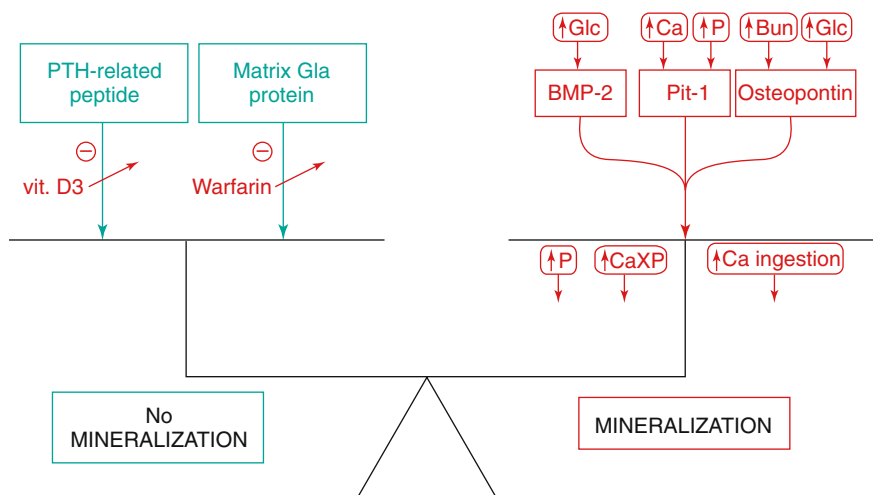 ↑Glc
↑Ca
↑P
↑Bun
↑Glc
PTH-related
peptide
Matrix Gla
protein
BMP-2
Pit-1
Osteopontin
−
−
vit. D3
Warfarin
↑P
↑CaXP
↑Ca ingestion
No
MINERALIZATION
MINERALIZATION